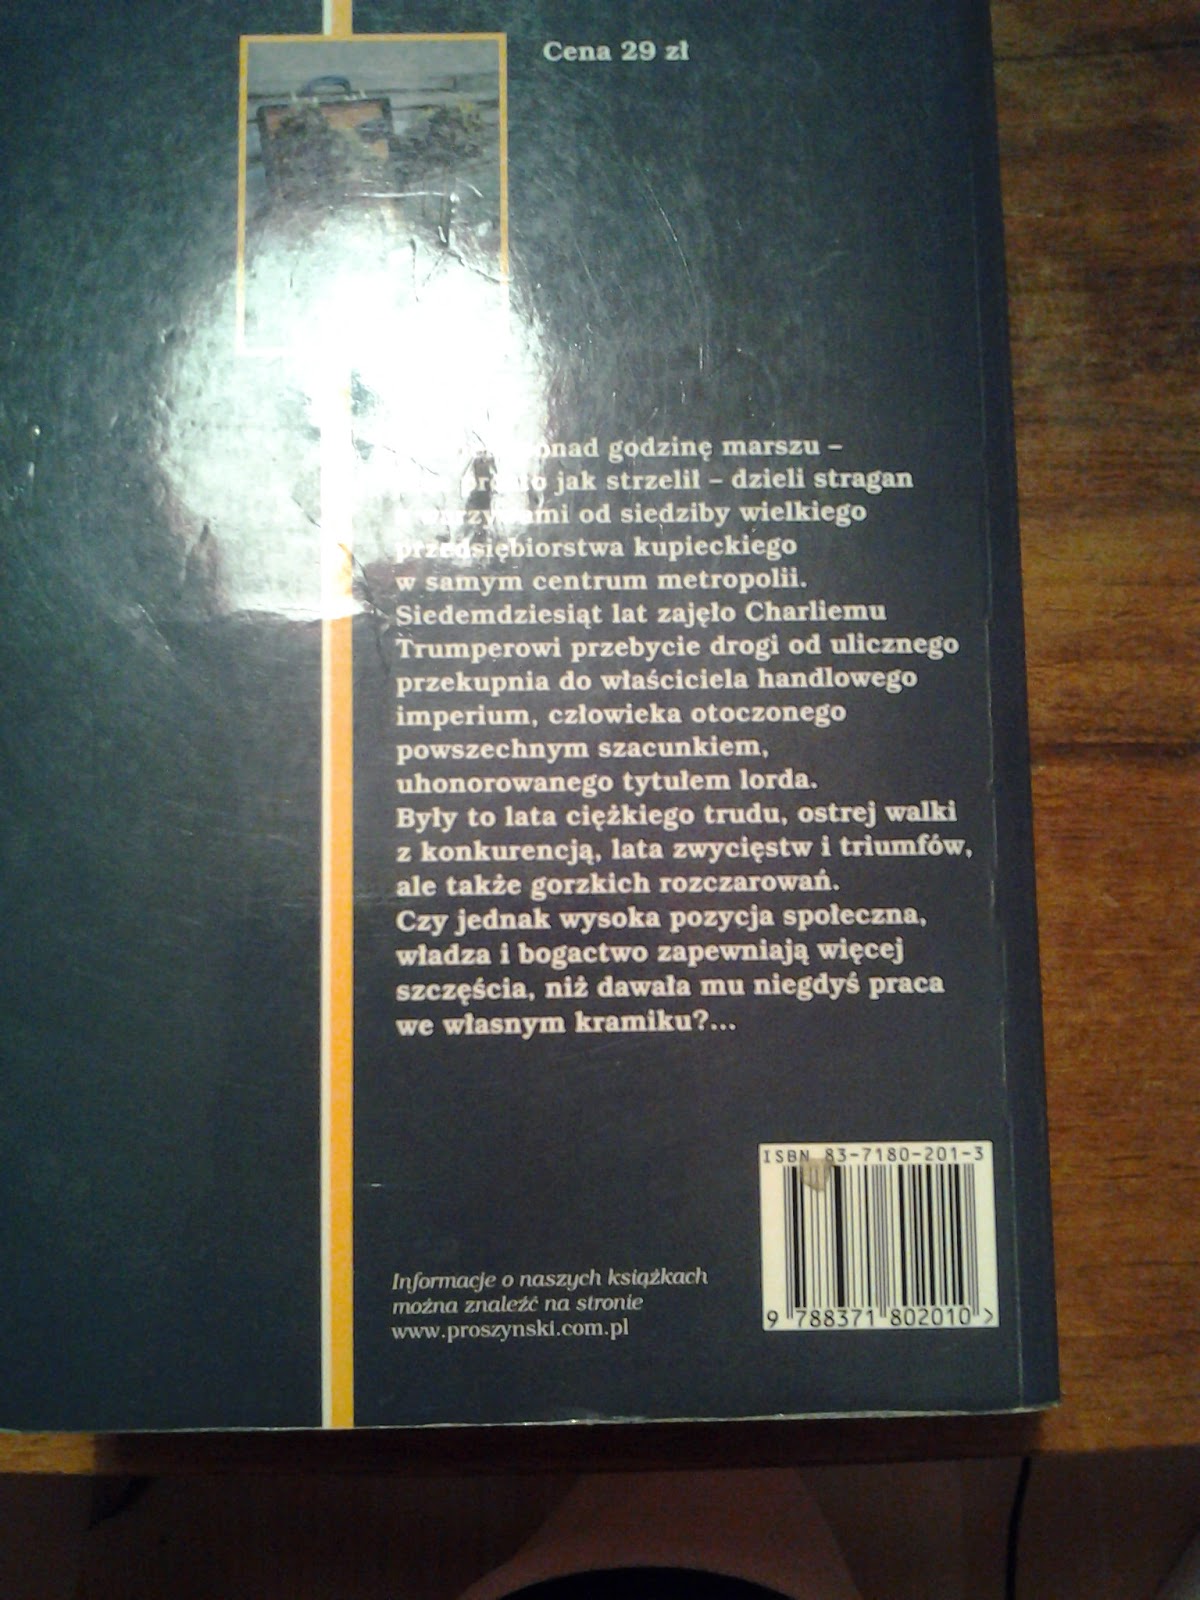 Cena 29 zł
godzinę marszu –
jak strzelił – dzieli stragan
od siedziby wielkiego
przedsiębiorstwa kupieckiego
w samym centrum metropolii.
Siedemdziesiąt lat zajęło Charliemu
Trumperowi przebycie drogi od ulicznego
przekupnia do właściciela handlowego
imperium, człowieka otoczonego
powszechnym szacunkiem,
uhonorowanego tytułem lorda.
Były to lata ciężkiego trudu, ostrej walki
z konkurencją, lata zwycięstw i triumfów,
ale także gorzkich rozczarowań.
Czy jednak wysoka pozycja społeczna,
władza i bogactwo zapewniają więcej
szczęścia, niż dawała mu niegdyś praca
we własnym kramiku?...
ISBN 83-7180-201-3
9 788371 802010 >
Informacje o naszych książkach
można znaleźć na stronie
www.proszynski.com.pl